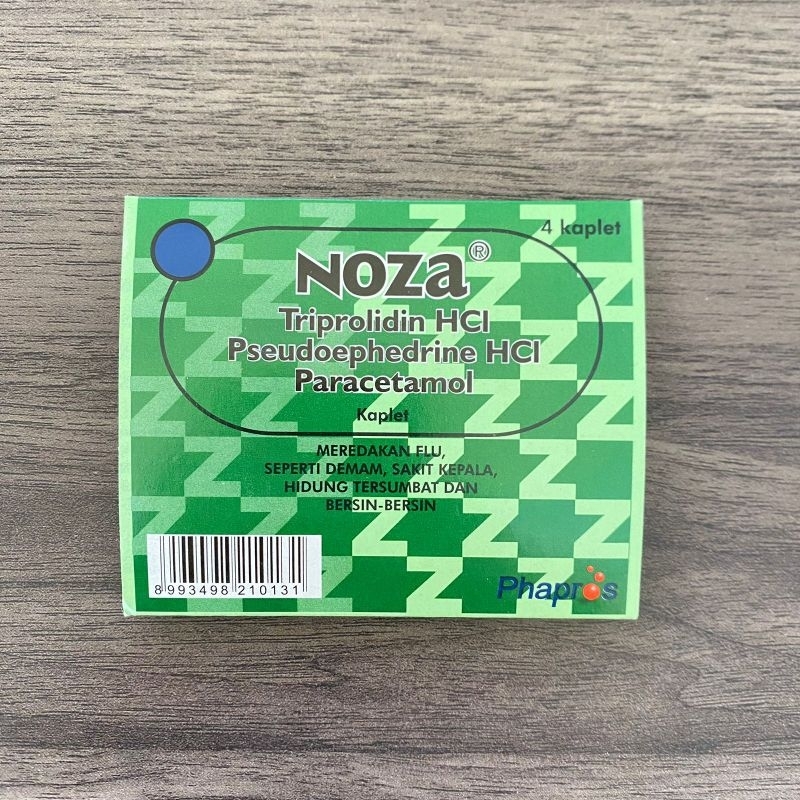 4 kaplet
NOZA®
Triprolidin HCl
Pseudoephedrine HCl
Paracetamol
Kaplet
MEREDAKAN FLU,
SEPERTI DEMAM, SAKIT KEPALA,
HIDUNG TERSUMBAT DAN
BERSIN-BERSIN
8 993498 210131
Phapros